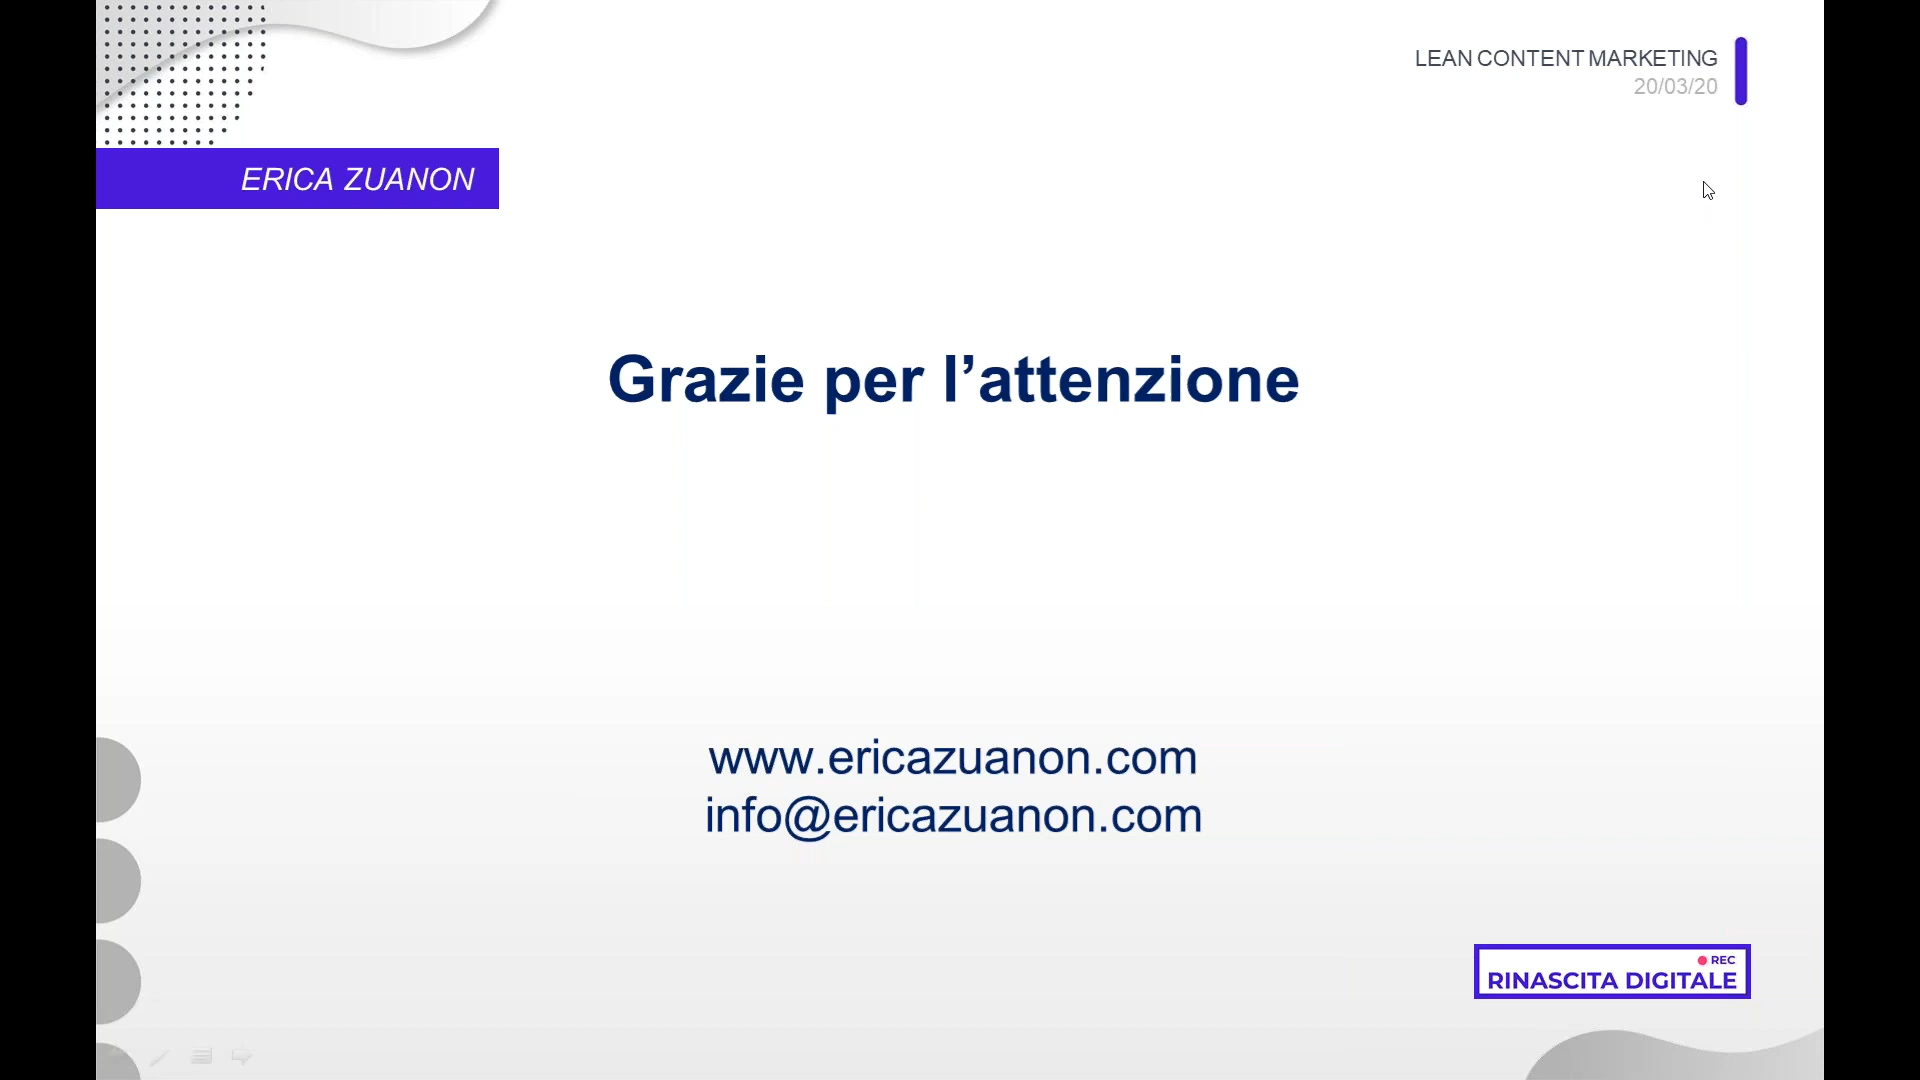 LEAN CONTENT MARKETING
20/03/20
ERICA ZUANON
Grazie per l’attenzione
www.ericazuanon.com
info@ericazuanon.com
REC
RINASCITA DIGITALE